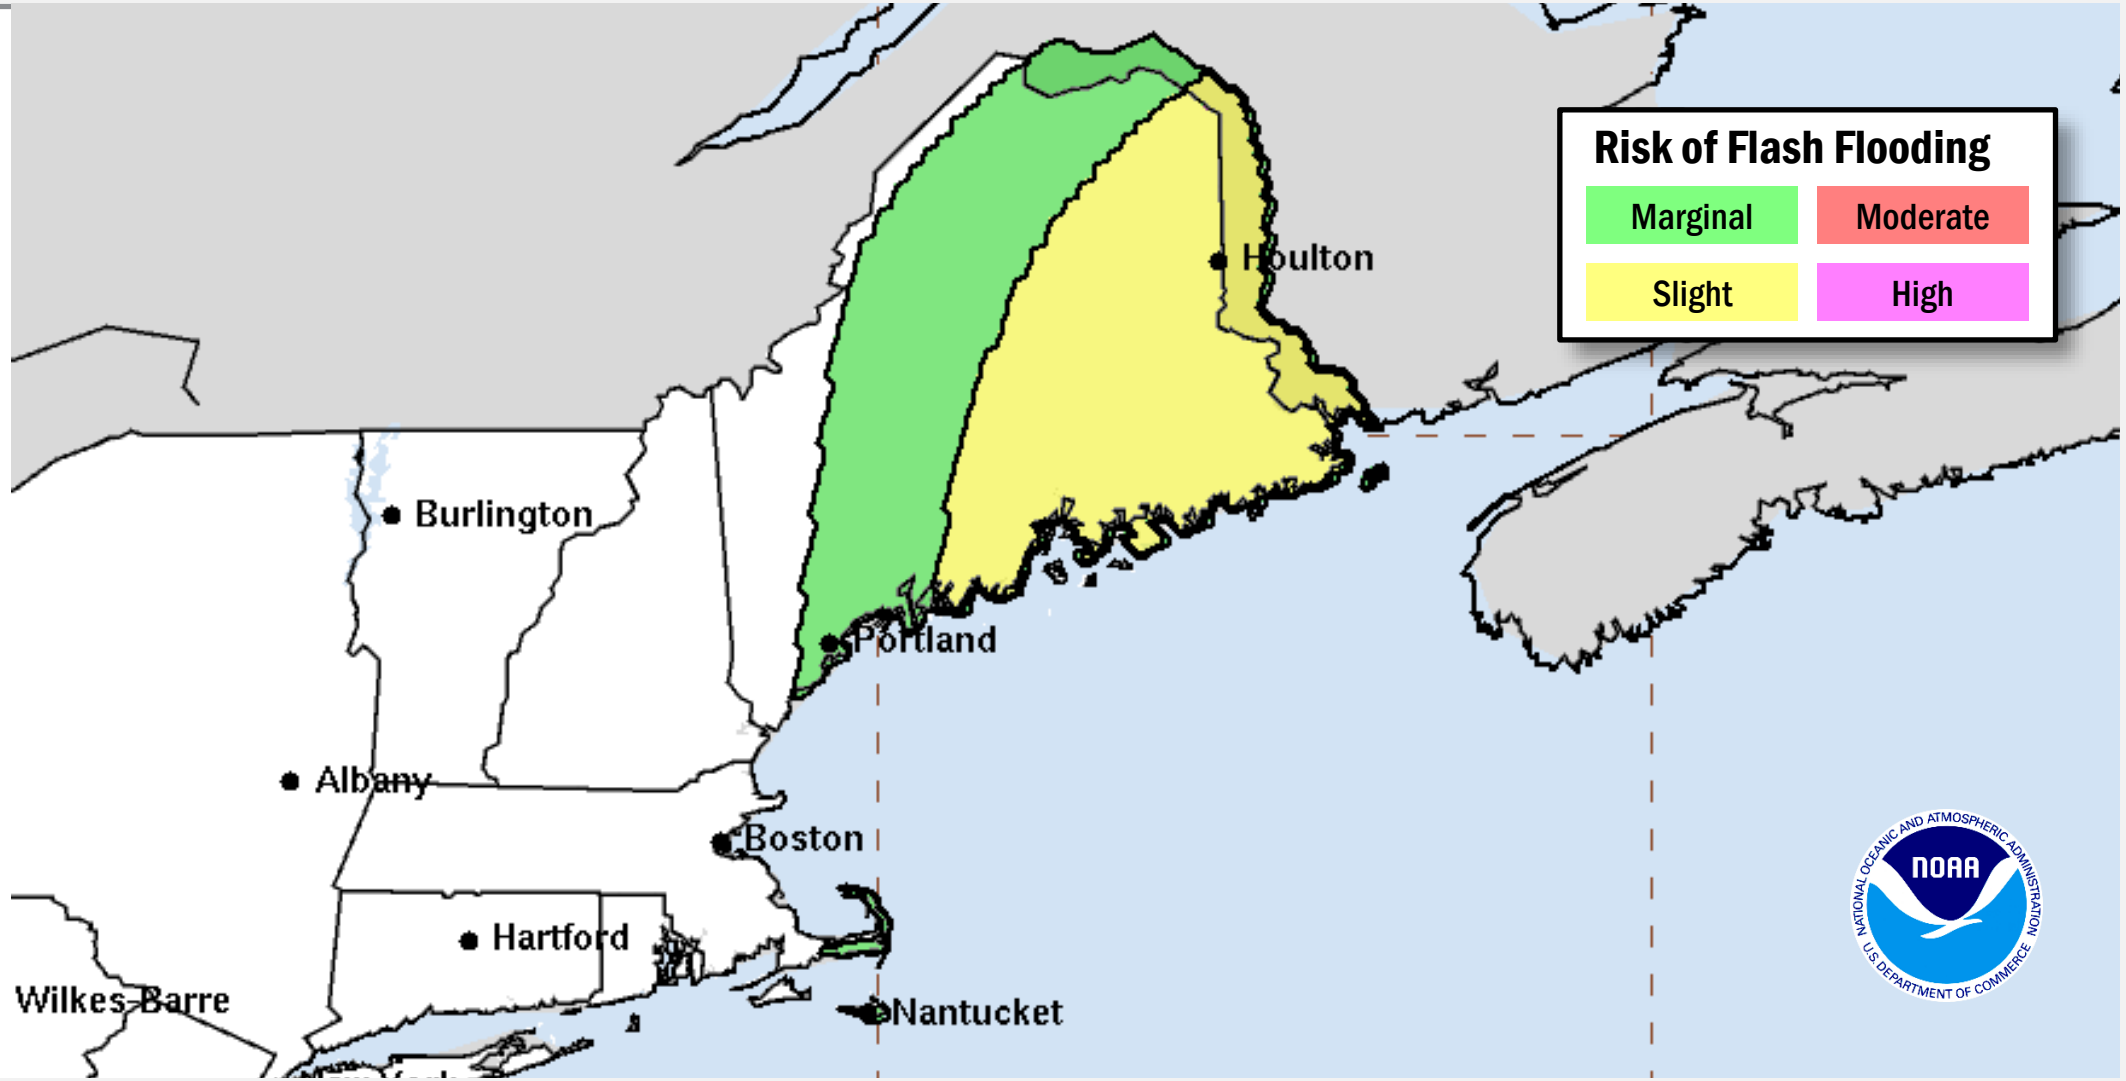 Risk of Flash Flooding
Marginal
Moderate
Slight
High
Houlton
Burlington
Portland
Albany
Boston
Hartford
Wilkes-Barre
Nantucket
NATIONAL OCEANIC AND ATMOSPHERIC ADMINISTRATION
NOAA
U.S. DEPARTMENT OF COMMERCE